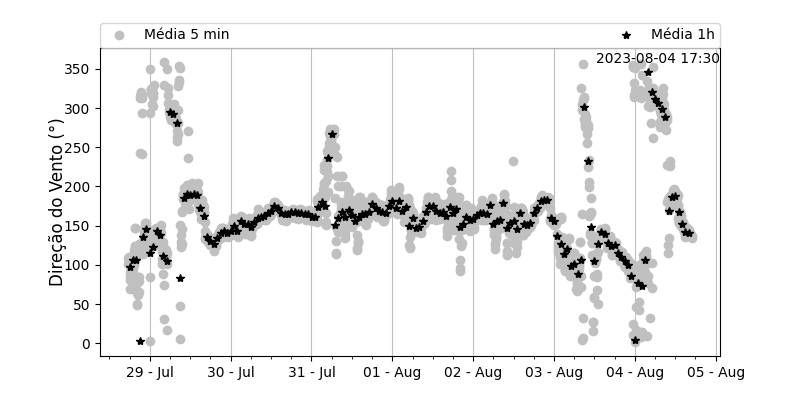 Média 5 min
Média 1h
2023-08-04 17:30
Direção do Vento (°)
350
300
250
200
150
100
50
0
29 - Jul
30 - Jul
31 - Jul
01 - Aug
02 - Aug
03 - Aug
04 - Aug
05 - Aug